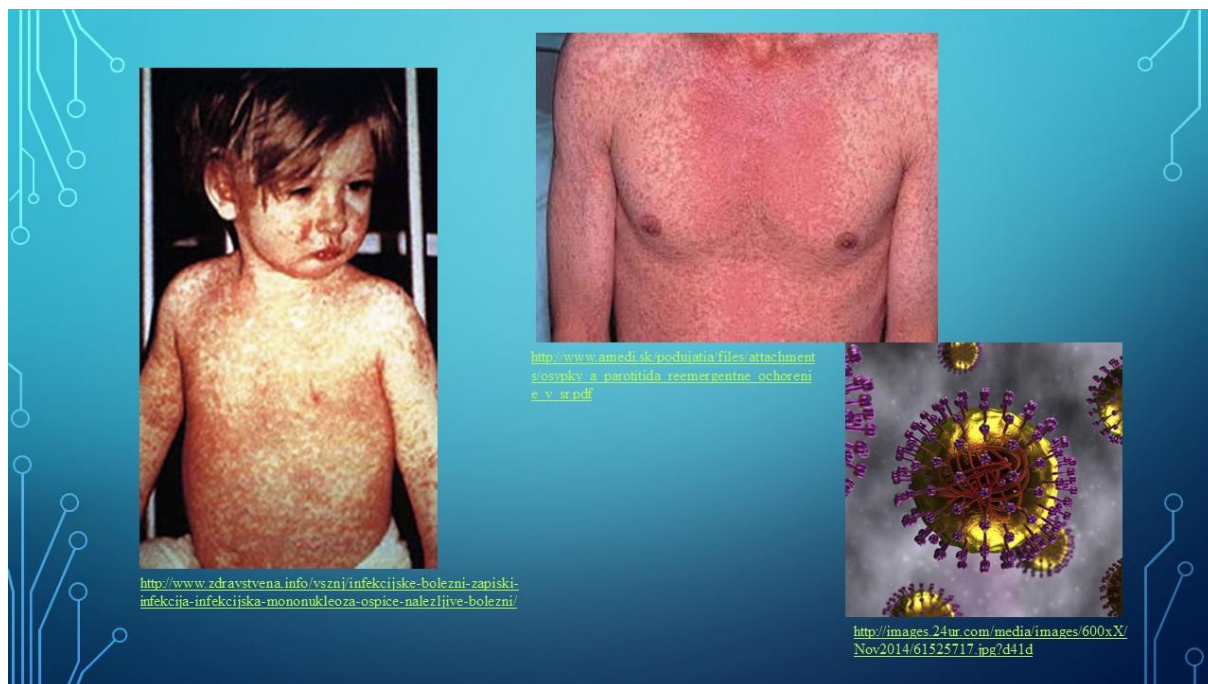 http://www.amedi.sk/podujatia/files/attachment
s/osypky_a_parotitida_reemergentne_ochoreni
e_v_sr.pdf
http://www.zdravstvena.info/vsznj/infekcijske-bolezni-zapiski-
infekcija-infekcijska-mononukleoza-ospice-nalezljive-bolezni/
http://images.24ur.com/media/images/600xX/
Nov2014/61525717.jpg?d41d